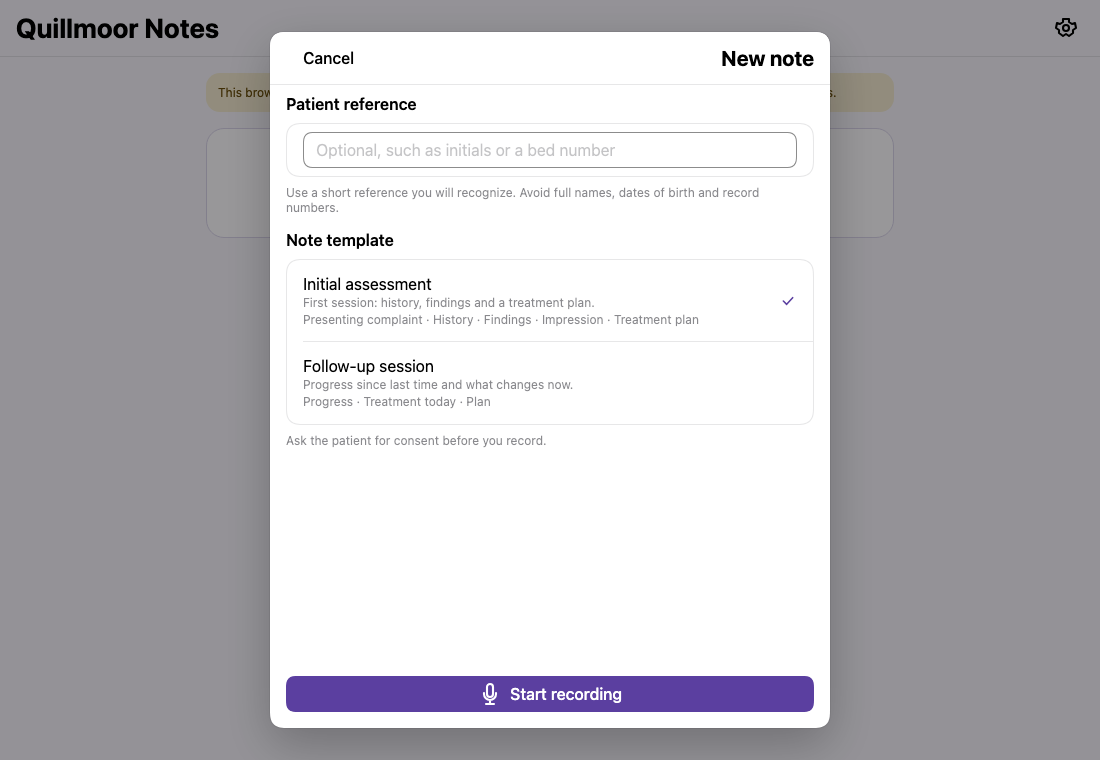 Quillmoor Notes
Cancel
New note
This
s.
Patient reference
Optional, such as initials or a bed number
Use a short reference you will recognize. Avoid full names, dates of birth and record
numbers.
Note template
Initial assessment
First session: history, findings and a treatment plan.
Presenting complaint · History · Findings · Impression · Treatment plan
Follow-up session
Progress since last time and what changes now.
Progress · Treatment today · Plan
Ask the patient for consent before you record.
Start recording